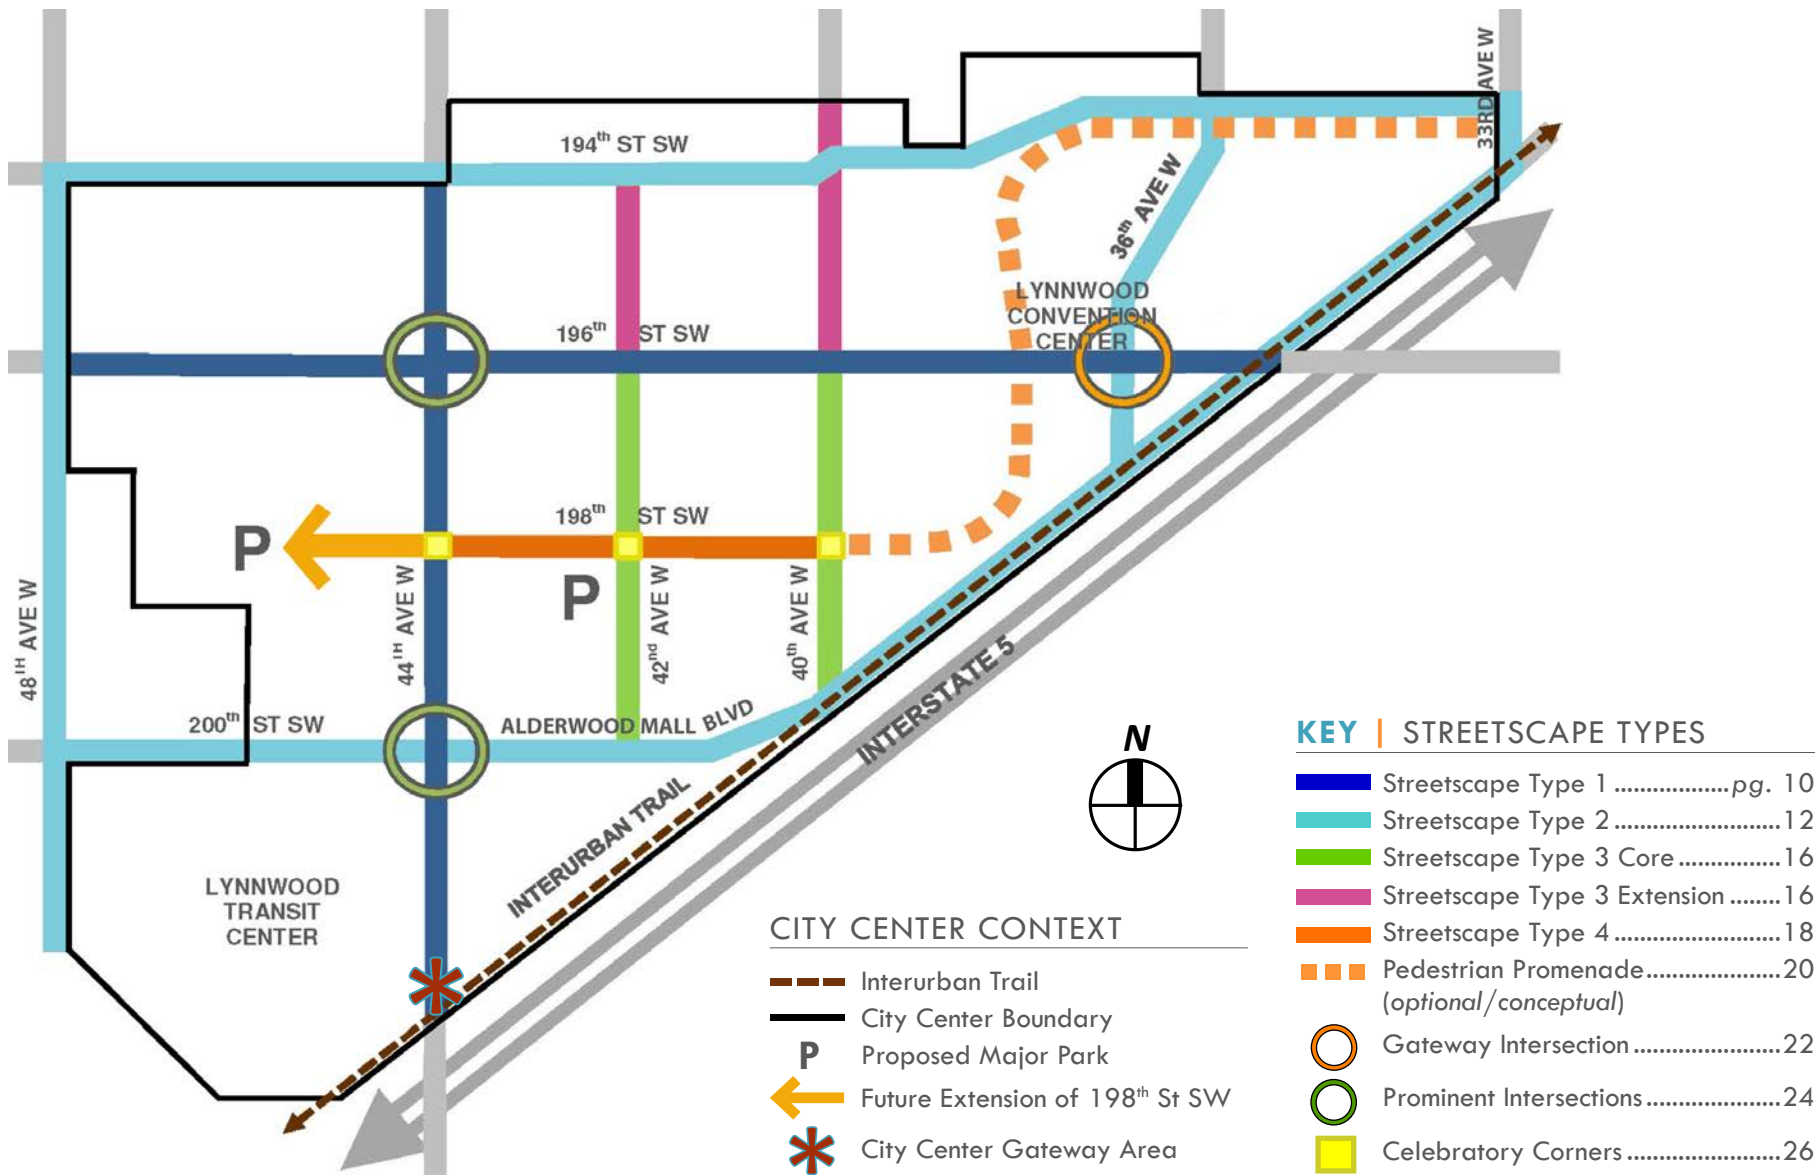 33RD AVE W
194th ST SW
36th AVE W
LYNNWOOD
CONVENTION
CENTER
196th ST SW
198th ST SW
P
P
48TH AVE W
44TH AVE W
42nd AVE W
40th AVE W
200th ST SW
ALDERWOOD MALL BLVD
INTERSTATE 5
INTERURBAN TRAIL
LYNNWOOD
TRANSIT
CENTER
N
CITY CENTER CONTEXT
Interurban Trail
City Center Boundary
P Proposed Major Park
Future Extension of 198th St SW
City Center Gateway Area
KEY | STREETSCAPE TYPES
Streetscape Type 1 ..................pg. 10
Streetscape Type 2 ..........................12
Streetscape Type 3 Core ................16
Streetscape Type 3 Extension ........16
Streetscape Type 4 ..........................18
Pedestrian Promenade.....................20
(optional/conceptual)
Gateway Intersection .......................22
Prominent Intersections .....................24
Celebratory Corners ........................26